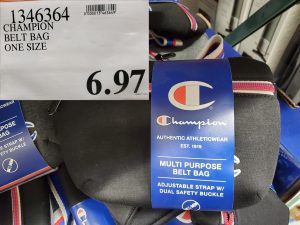 1346364
CHAMPION
BELT BAG
ONE SIZE
6.97
Champion
AUTHENTIC ATHLETICWEAR
EST. 1919
MULTI PURPOSE
BELT BAG
ADJUSTABLE STRAP W/
DUAL SAFETY BUCKLE